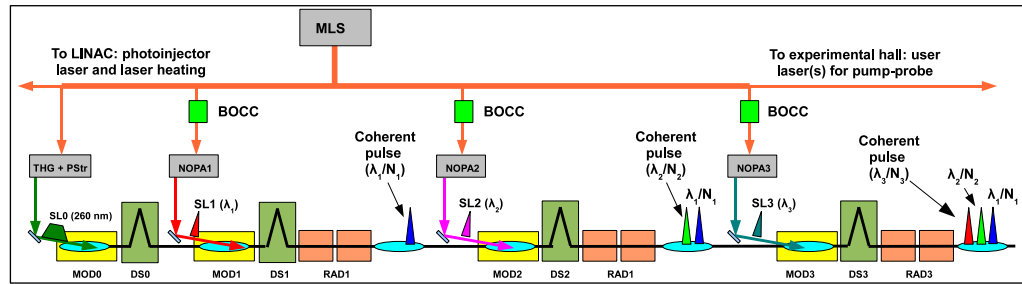 MLS
To LINAC: photoinjector
laser and laser heating
To experimental hall: user
laser(s) for pump-probe
BOCC
BOCC
BOCC
THG + PStr
NOPA1
Coherent
pulse
(λ₁/N₁)
NOPA2
Coherent
pulse
(λ₂/N₂)
NOPA3
Coherent
pulse
(λ₃/N₃)
SL0 (260 nm)
SL1 (λ₁)
SL2 (λ₂)
λ₁/N₁
SL3 (λ₃)
λ₂/N₂
λ₁/N₁
MOD0
DS0
MOD1
DS1
RAD1
MOD2
DS2
RAD1
MOD3
DS3
RAD3